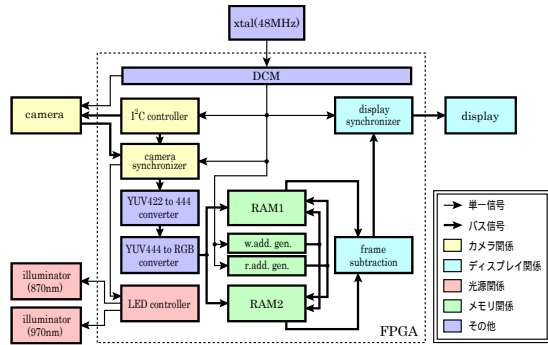 xtal(48MHz)
DCM
camera
I²C controller
display
synchronizer
display
camera
synchronizer
YUV422 to 444
converter
RAM1
YUV444 to RGB
converter
w.add. gen.
r.add. gen.
frame
subtraction
illuminator
(870nm)
LED controller
RAM2
illuminator
(970nm)
FPGA
単一信号
バス信号
カメラ関係
ディスプレイ関係
光源関係
メモリ関係
その他